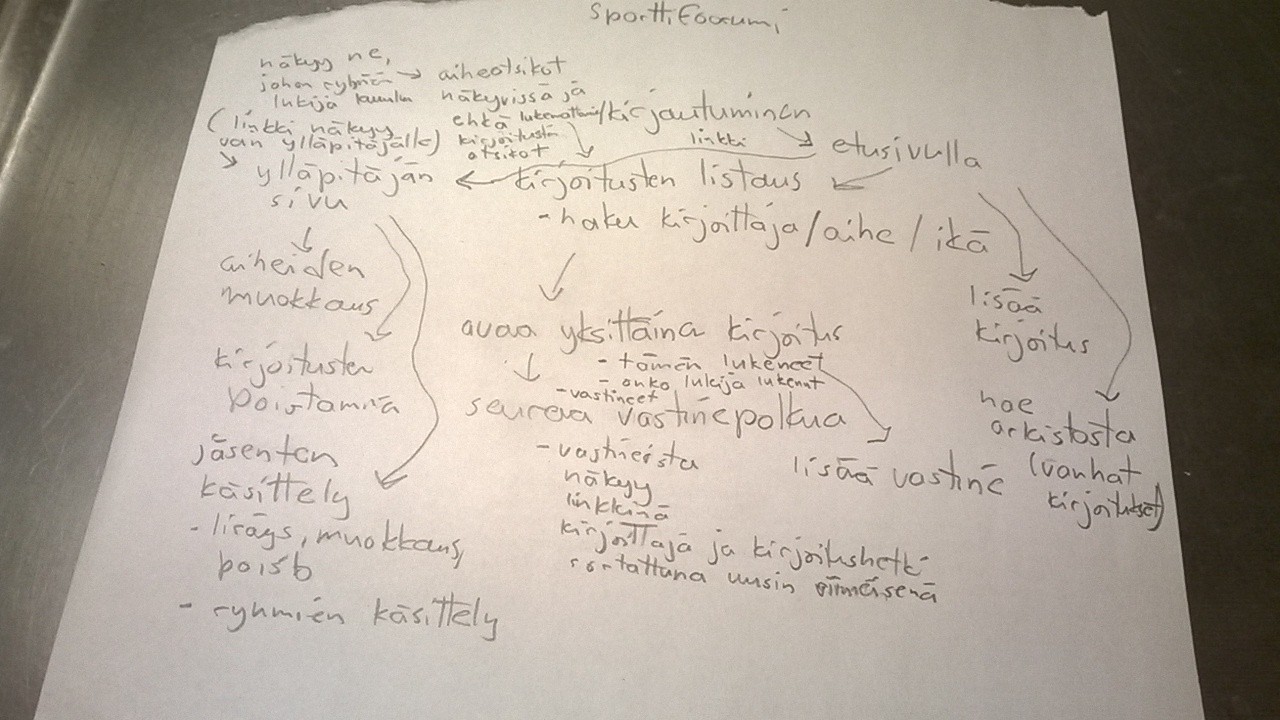 Sporttifoorumi
näkyy ne,
johon ryhmään → aiheotsikot
lukija kuuluu näkyvissä ja
ehkä lukemattomien/kirjautuminen
kirjoitusten
otsikot
linkki
(linkki näkyy
vain ylläpitäjälle)
etusivulla
ylläpitäjän
sivu
kirjoitusten listaus
- haku kirjoittaja/aihe/ikä
aiheiden
muokkaus
kirjoitusten
poistaminen
jäsenten
käsittely
- lisäys, muokkaus,
poisto
- ryhmien käsittely
avaa yksittäinen kirjoitus
- tämän lukeneet
- onko lukija lukenut
- vastineet
seuraava vastinepolkua
- vastineista
näkyy
linkkinä
kirjoittaja ja kirjoitushetki
sortattuna uusin viimeisenä
lisää vastine
lisää
kirjoitus
hae
arkistosta
(vanhat
kirjoitukset)